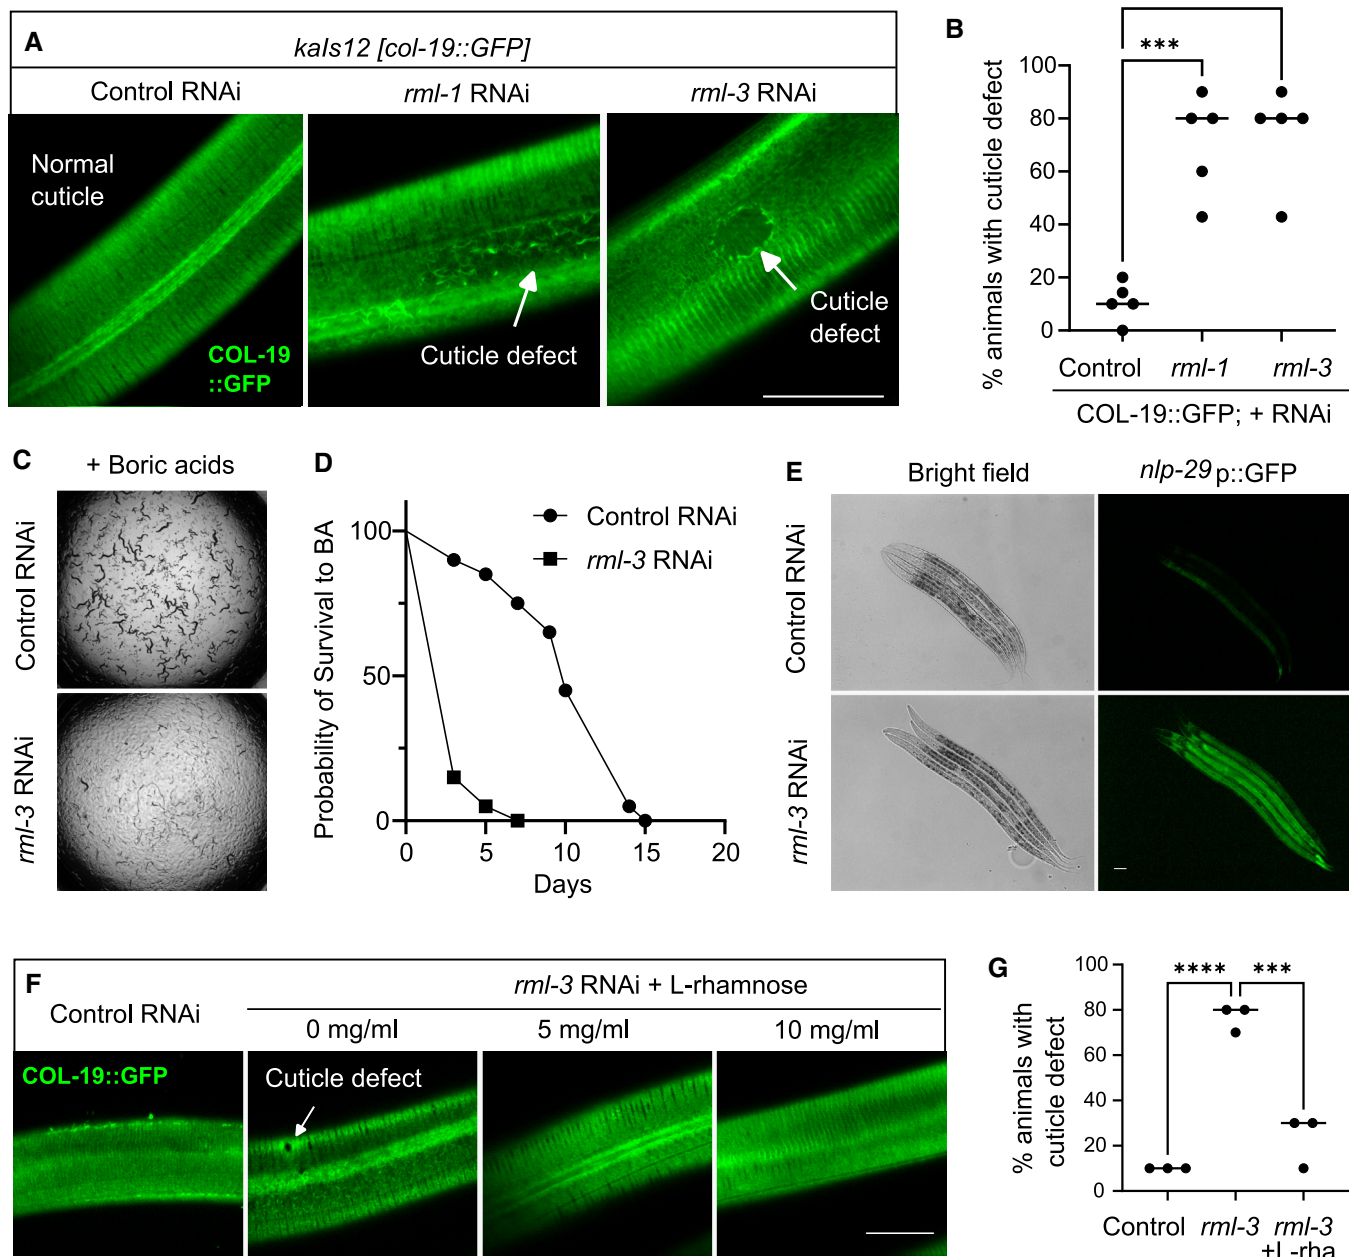 A
kaIs12 [col-19::GFP]
Control RNAi
rml-1 RNAi
rml-3 RNAi
Normal
cuticle
COL-19
::GFP
Cuticle defect
Cuticle
defect
B
% animals with cuticle defect
100
80
60
40
20
0
***
Control
rml-1
rml-3
COL-19::GFP; + RNAi
C
+ Boric acids
Control RNAi
rml-3 RNAi
D
Probability of Survival to BA
100
50
0
0
5
10
15
20
Days
Control RNAi
rml-3 RNAi
E
Bright field
nlp-29p::GFP
Control RNAi
rml-3 RNAi
F
Control RNAi
rml-3 RNAi + L-rhamnose
0 mg/ml
5 mg/ml
10 mg/ml
COL-19::GFP
Cuticle defect
G
% animals with
cuticle defect
100
80
60
40
20
0
****
***
Control
rml-3
rml-3
+L-rha